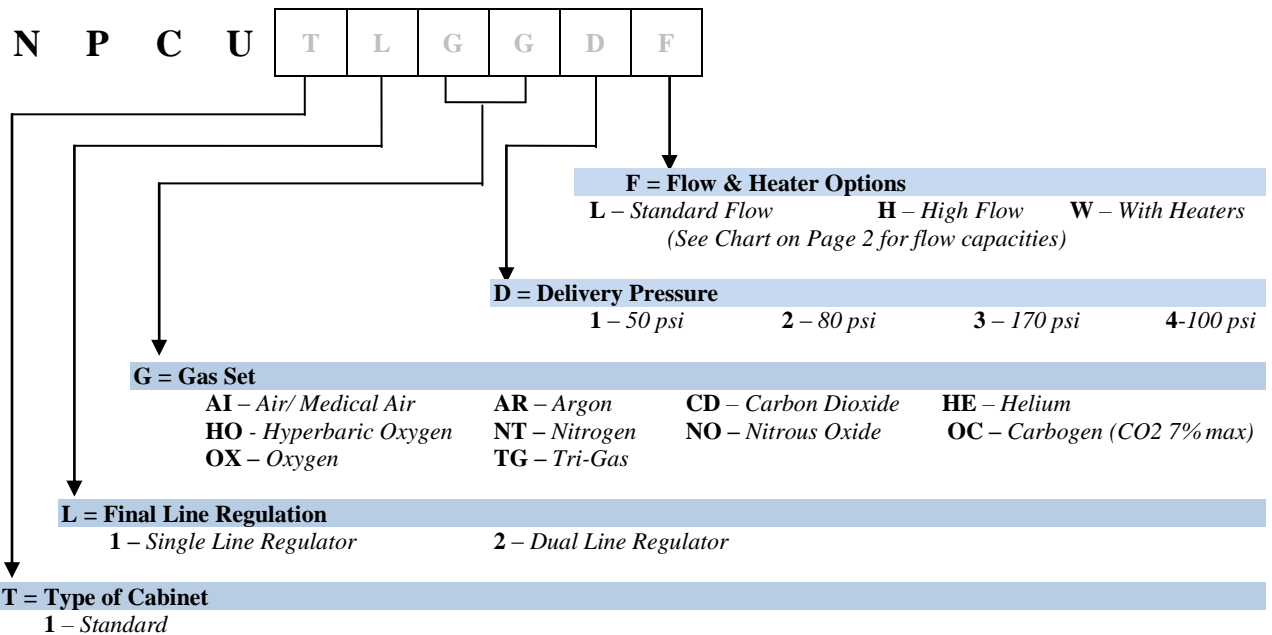 N P C U T L G G D F
F = Flow & Heater Options
L – Standard Flow H – High Flow W – With Heaters
(See Chart on Page 2 for flow capacities)
D = Delivery Pressure
1 – 50 psi 2 – 80 psi 3 – 170 psi 4-100 psi
G = Gas Set
AI – Air/ Medical Air AR – Argon CD – Carbon Dioxide HE – Helium
HO - Hyperbaric Oxygen NT – Nitrogen NO – Nitrous Oxide OC – Carbogen (CO2 7% max)
OX – Oxygen TG – Tri-Gas
L = Final Line Regulation
1 – Single Line Regulator 2 – Dual Line Regulator
T = Type of Cabinet
1 – Standard